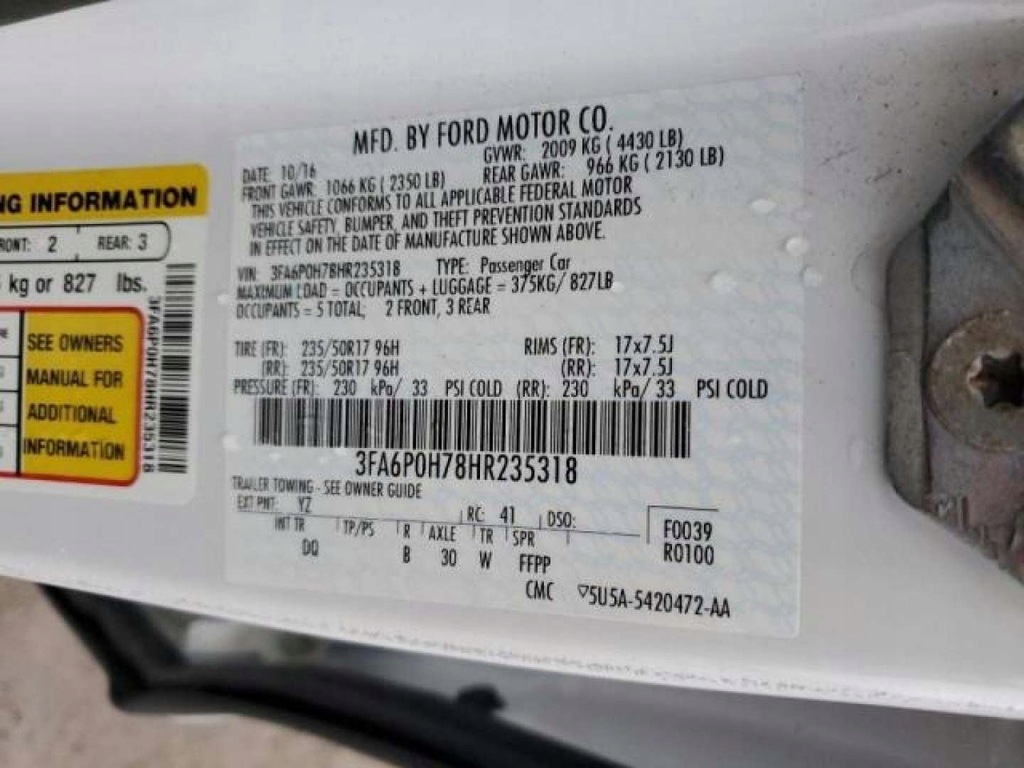 MFD. BY FORD MOTOR CO.
DATE: 10/16 GVWR: 2009 KG ( 4430 LB)
FRONT GAWR: 1066 KG ( 2350 LB) REAR GAWR: 966 KG ( 2130 LB)
THIS VEHICLE CONFORMS TO ALL APPLICABLE FEDERAL MOTOR
VEHICLE SAFETY, BUMPER, AND THEFT PREVENTION STANDARDS
IN EFFECT ON THE DATE OF MANUFACTURE SHOWN ABOVE.
VIN: 3FA6P0H78HR235318 TYPE: Passenger Car
MAXIMUM LOAD = OCCUPANTS + LUGGAGE = 375KG/ 827LB
OCCUPANTS = 5 TOTAL; 2 FRONT, 3 REAR
TIRE (FR): 235/50R17 96H RIMS (FR): 17x7.5J
(RR): 235/50R17 96H (RR): 17x7.5J
PRESSURE (FR): 230 kPa/ 33 PSI COLD (RR): 230 kPa/ 33 PSI COLD
3FA6P0H78HR235318
TRAILER TOWING - SEE OWNER GUIDE
EXT PNT: YZ RC: 41 DSO:
INT TR TP/PS R AXLE TR SPR
DQ B 30 W FFPP
F0039
R0100
CMC 5U5A-5420472-AA
NG INFORMATION
RONT: 2 REAR: 3
kg or 827 lbs.
SEE OWNERS
MANUAL FOR
ADDITIONAL
INFORMATION
3FA6P0H78HR235318